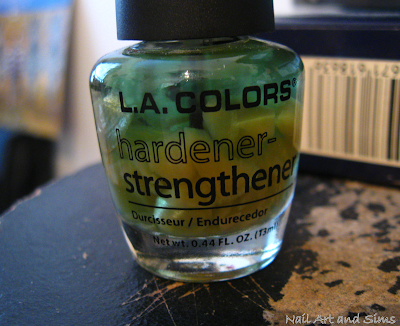 L.A. COLORS®
hardener-
strengthener
Durcisseur / Endurecedor
Net wt. 0.44 FL. OZ. (13ml
Nail Art and Sims